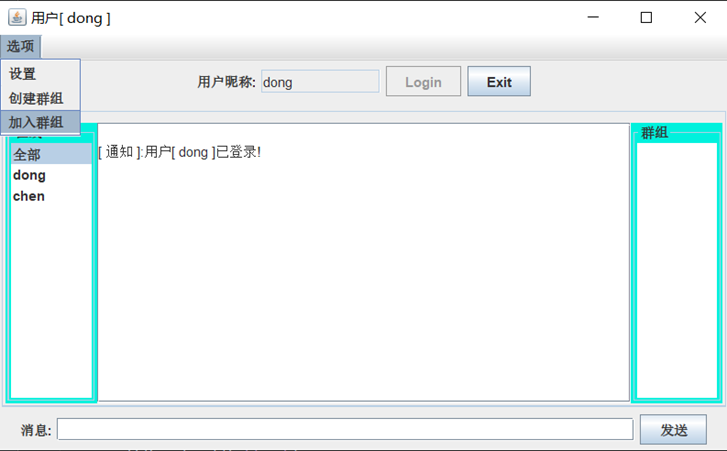 用户[ dong ]
选项
设置
创建群组
加入群组
用户昵称: dong Login Exit
全部
dong
chen
[ 通知 ]:用户[ dong ]已登录!
群组
消息: 发送